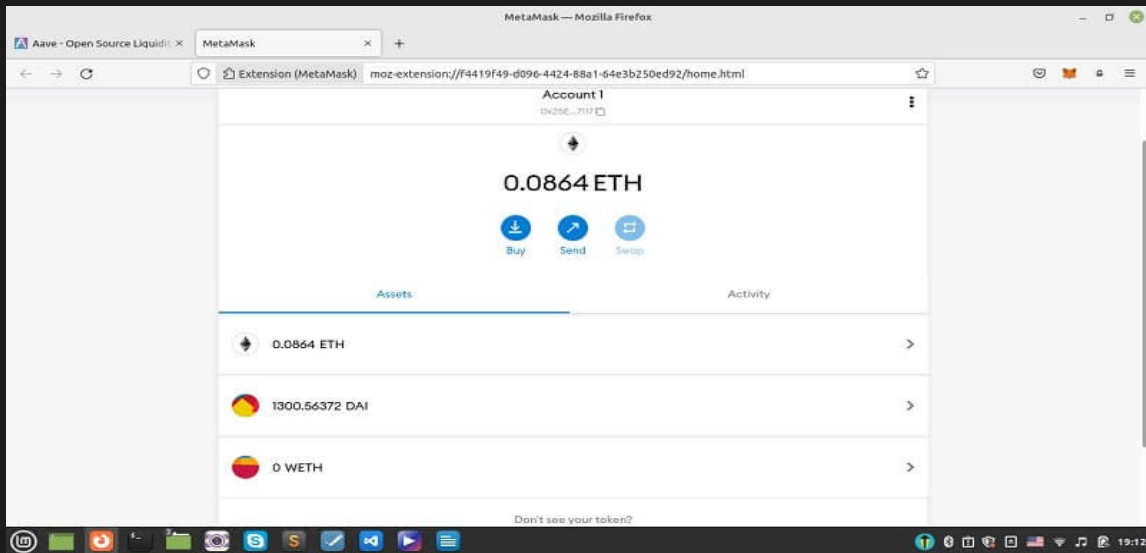 MetaMask — Mozilla Firefox
Aave - Open Source Liquidit
MetaMask
Extension (MetaMask) moz-extension://f4419f49-d096-4424-88a1-64e3b250ed92/home.html
Account 1
0.0864 ETH
Buy Send Swap
Assets Activity
0.0864 ETH
1300.56372 DAI
0 WETH
Don't see your token?
19:12